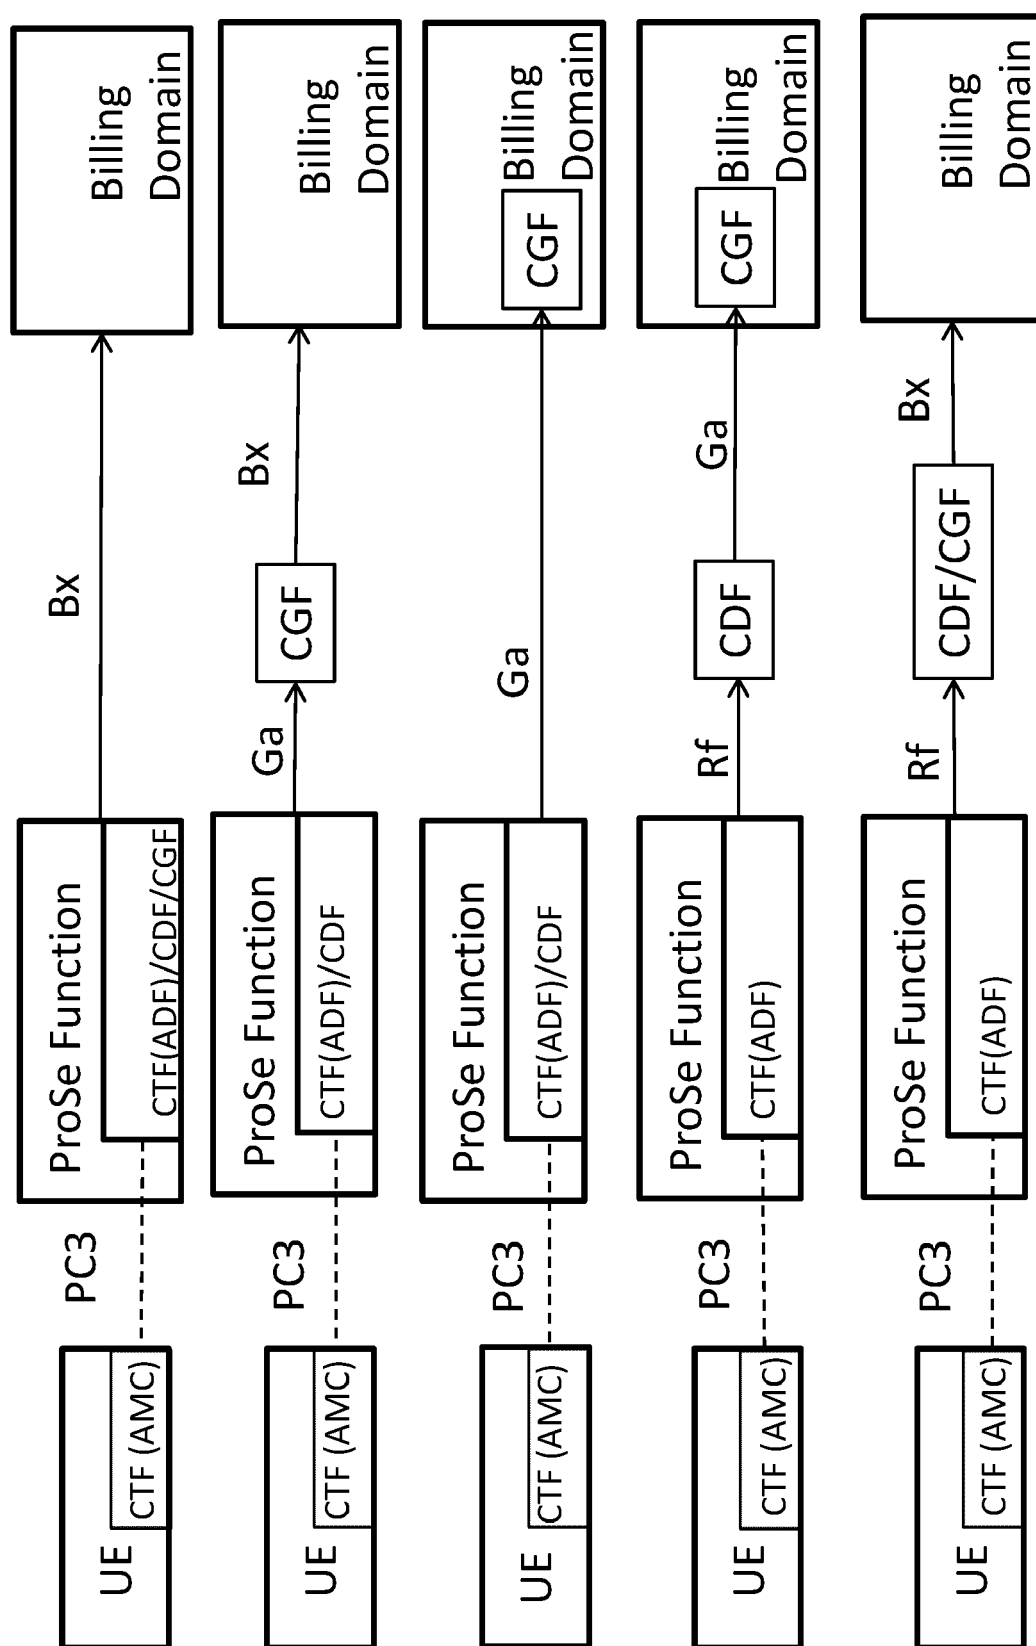 UE
CTF (AMC)
PC3
ProSe Function
CTF(ADF)/CDF/CGF
Bx
Billing
Domain
UE
CTF (AMC)
PC3
ProSe Function
CTF(ADF)/CDF
Ga
CGF
Bx
Billing
Domain
UE
CTF (AMC)
PC3
ProSe Function
CTF(ADF)/CDF
Ga
CGF
Billing
Domain
UE
CTF (AMC)
PC3
ProSe Function
CTF(ADF)
Rf
CDF
Ga
CGF
Billing
Domain
UE
CTF (AMC)
PC3
ProSe Function
CTF(ADF)
Rf
CDF/CGF
Bx
Billing
Domain